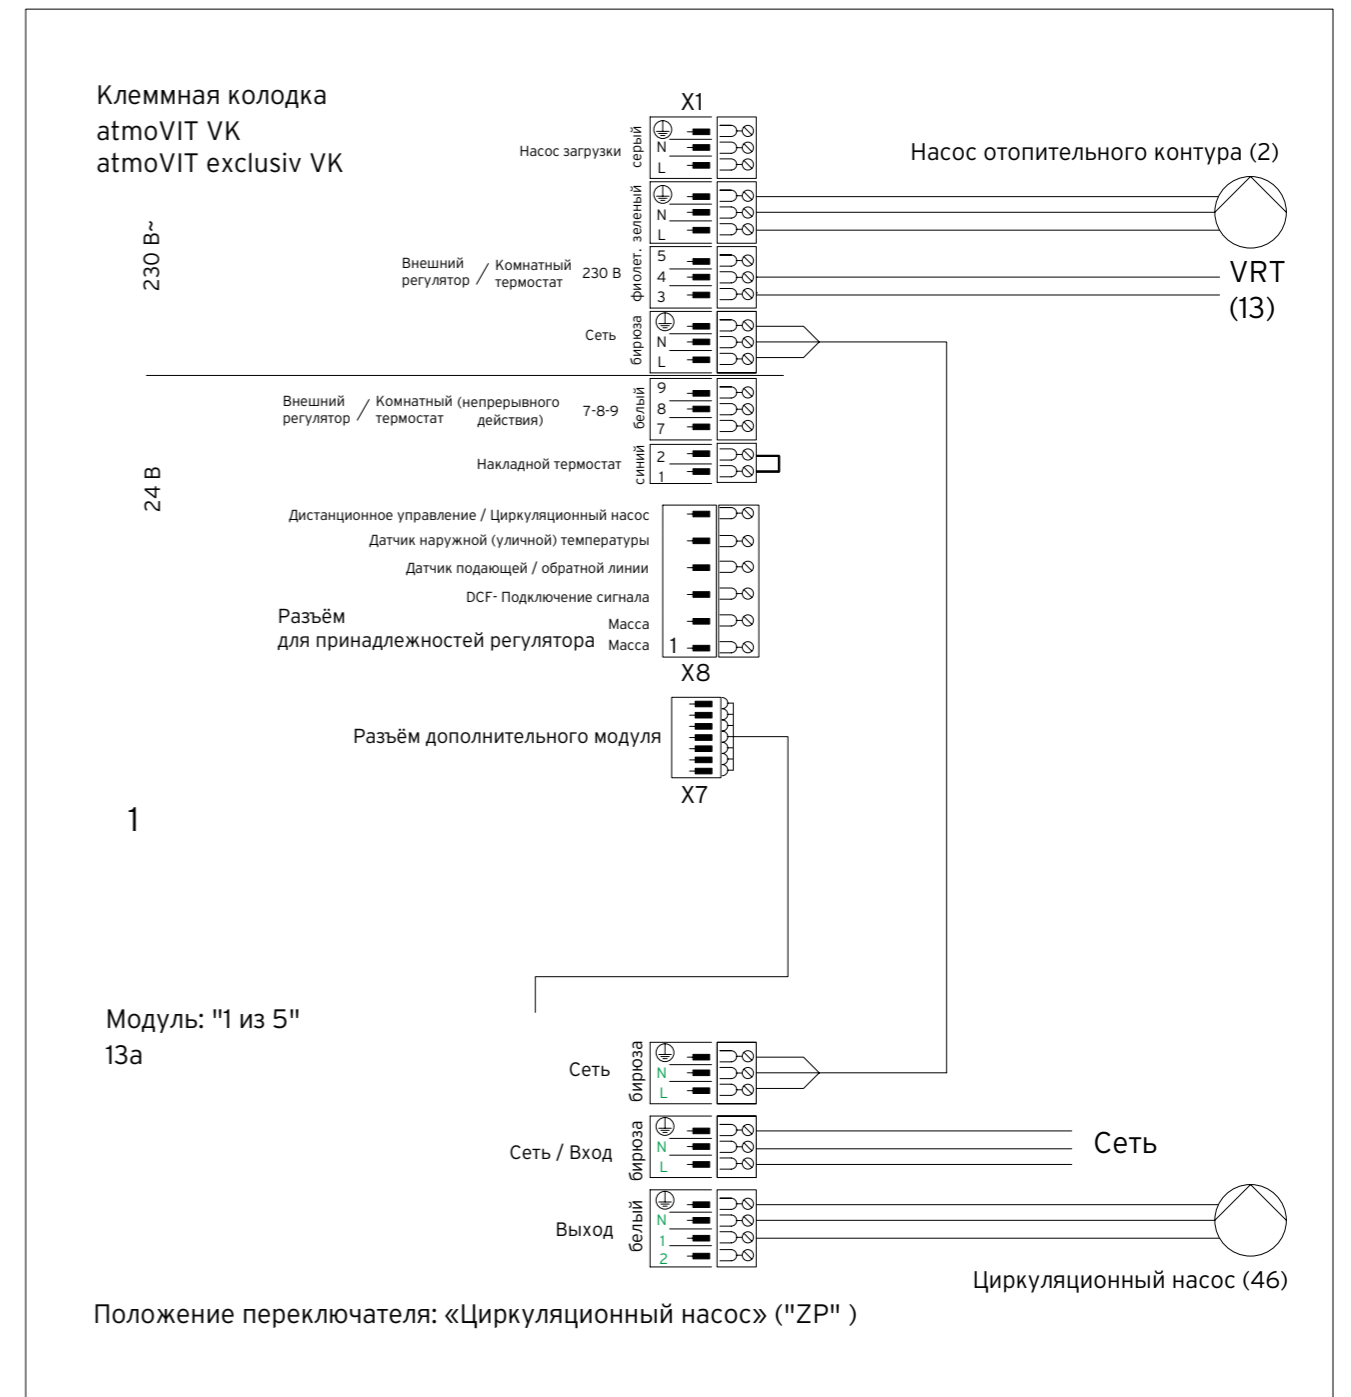 Клеммная колодка
atmoVIT VK
atmoVIT exclusiv VK
X1
Насос загрузки
серый
N
L
Насос отопительного контура (2)
зеленый
N
L
230 В~
Внешний регулятор / Комнатный термостат
230 В
фиолет.
5
4
3
VRT
(13)
Сеть
бирюза
N
L
Внешний регулятор / Комнатный термостат (непрерывного действия)
7-8-9
белый
9
8
7
24 В
Накладной термостат
синий
2
1
Дистанционное управление / Циркуляционный насос
Датчик наружной (уличной) температуры
Датчик подающей / обратной линии
DCF- Подключение сигнала
Разъём
для принадлежностей регулятора
Масса
Масса
1
X8
Разъём дополнительного модуля
X7
1
Модуль: "1 из 5"
13a
Сеть
бирюза
N
L
Сеть / Вход
бирюза
N
L
Сеть
Выход
белый
N
1
2
Циркуляционный насос (46)
Положение переключателя: «Циркуляционный насос» ("ZP" )